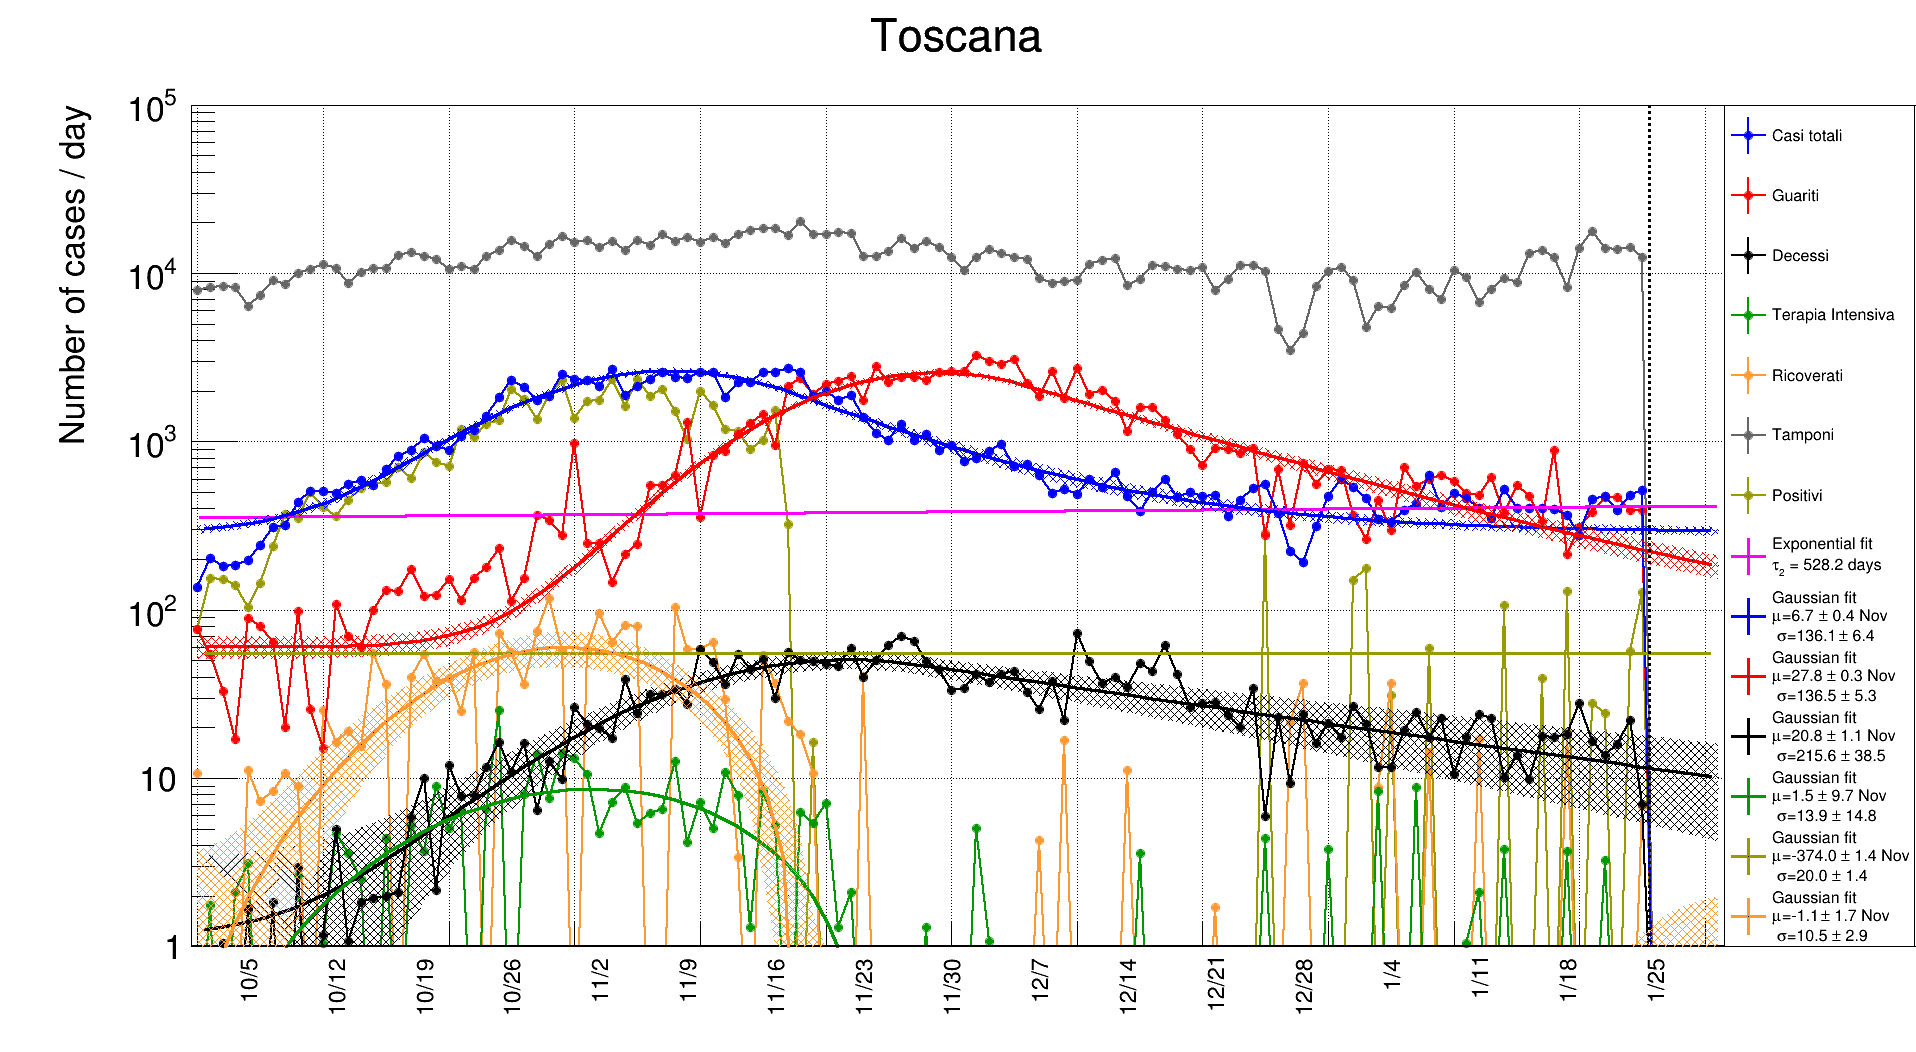 Toscana
Number of cases / day
10^5
10^4
10^3
10^2
10
1
10/5
10/12
10/19
10/26
11/2
11/9
11/16
11/23
11/30
12/7
12/14
12/21
12/28
1/4
1/11
1/18
1/25
Casi totali
Guariti
Decessi
Terapia Intensiva
Ricoverati
Tamponi
Positivi
Exponential fit
τ₂ = 528.2 days
Gaussian fit
μ=6.7 ± 0.4 Nov
σ=136.1 ± 6.4
Gaussian fit
μ=27.8 ± 0.3 Nov
σ=136.5 ± 5.3
Gaussian fit
μ=20.8 ± 1.1 Nov
σ=215.6 ± 38.5
Gaussian fit
μ=1.5 ± 9.7 Nov
σ=13.9 ± 14.8
Gaussian fit
μ=-374.0 ± 1.4 Nov
σ=20.0 ± 1.4
Gaussian fit
μ=-1.1 ± 1.7 Nov
σ=10.5 ± 2.9